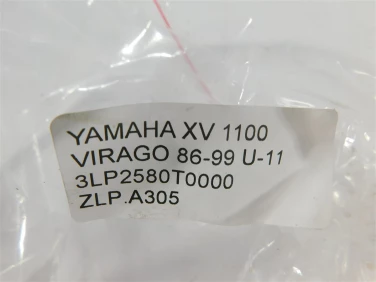 YAMAHA XV 1100
VIRAGO 86-99 U-11
3LP2580T0000
ZLP.A305